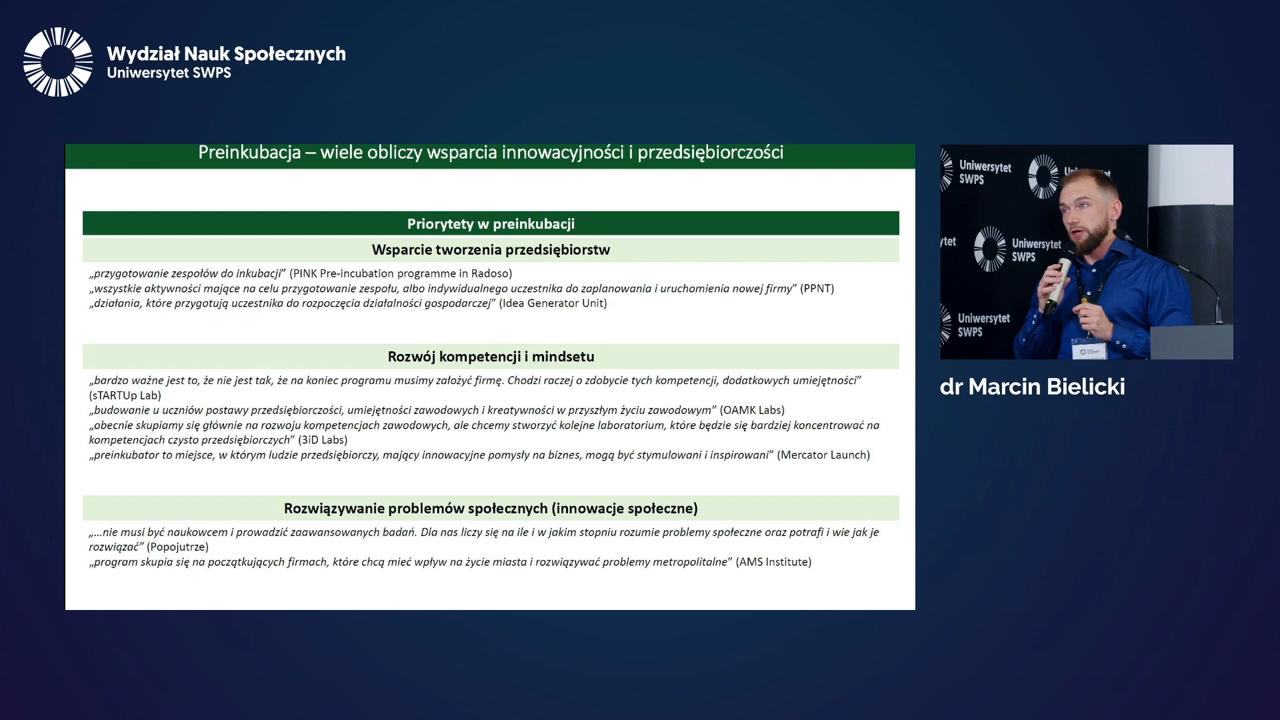 Wydział Nauk Społecznych
Uniwersytet SWPS
Preinkubacja – wiele obliczy wsparcia innowacyjności i przedsiębiorczości
Priorytety w preinkubacji
Wsparcie tworzenia przedsiębiorstw
„przygotowanie zespołów do inkubacji” (PINK Pre-incubation programme in Radoso)
„wszystkie aktywności mające na celu przygotowanie zespołu, albo indywidualnego uczestnika do zaplanowania i uruchomienia nowej firmy” (PPNT)
„działania, które przygotują uczestnika do rozpoczęcia działalności gospodarczej” (Idea Generator Unit)
Rozwój kompetencji i mindsetu
„bardzo ważne jest to, że nie jest tak, że na koniec programu musimy założyć firmę. Chodzi raczej o zdobycie tych kompetencji, dodatkowych umiejętności”
(sTARTUp Lab)
„budowanie u uczniów postawy przedsiębiorczości, umiejętności zawodowych i kreatywności w przyszłym życiu zawodowym” (OAMK Labs)
„obecnie skupiamy się głównie na rozwoju kompetencji zawodowych, ale chcemy stworzyć kolejne laboratorium, które będzie się bardziej koncentrować na
kompetencjach czysto przedsiębiorczych” (3iD Labs)
„preinkubator to miejsce, w którym ludzie przedsiębiorczy, mający innowacyjne pomysły na biznes, mogą być stymulowani i inspirowani” (Mercator Launch)
Rozwiązywanie problemów społecznych (innowacje społeczne)
„...nie musi być naukowcem i prowadzić zaawansowanych badań. Dla nas liczy się na ile i w jakim stopniu rozumie problemy społeczne oraz potrafi i wie jak je
rozwiązać” (Popojutrze)
„program skupia się na początkujących firmach, które chcą mieć wpływ na życie miasta i rozwiązywać problemy metropolitalne” (AMS Institute)
Uniwersytet
SWPS
Uniwersytet
Uniwersytet
SWPS
Uniwersytet
SWPS
dr Marcin Bielicki